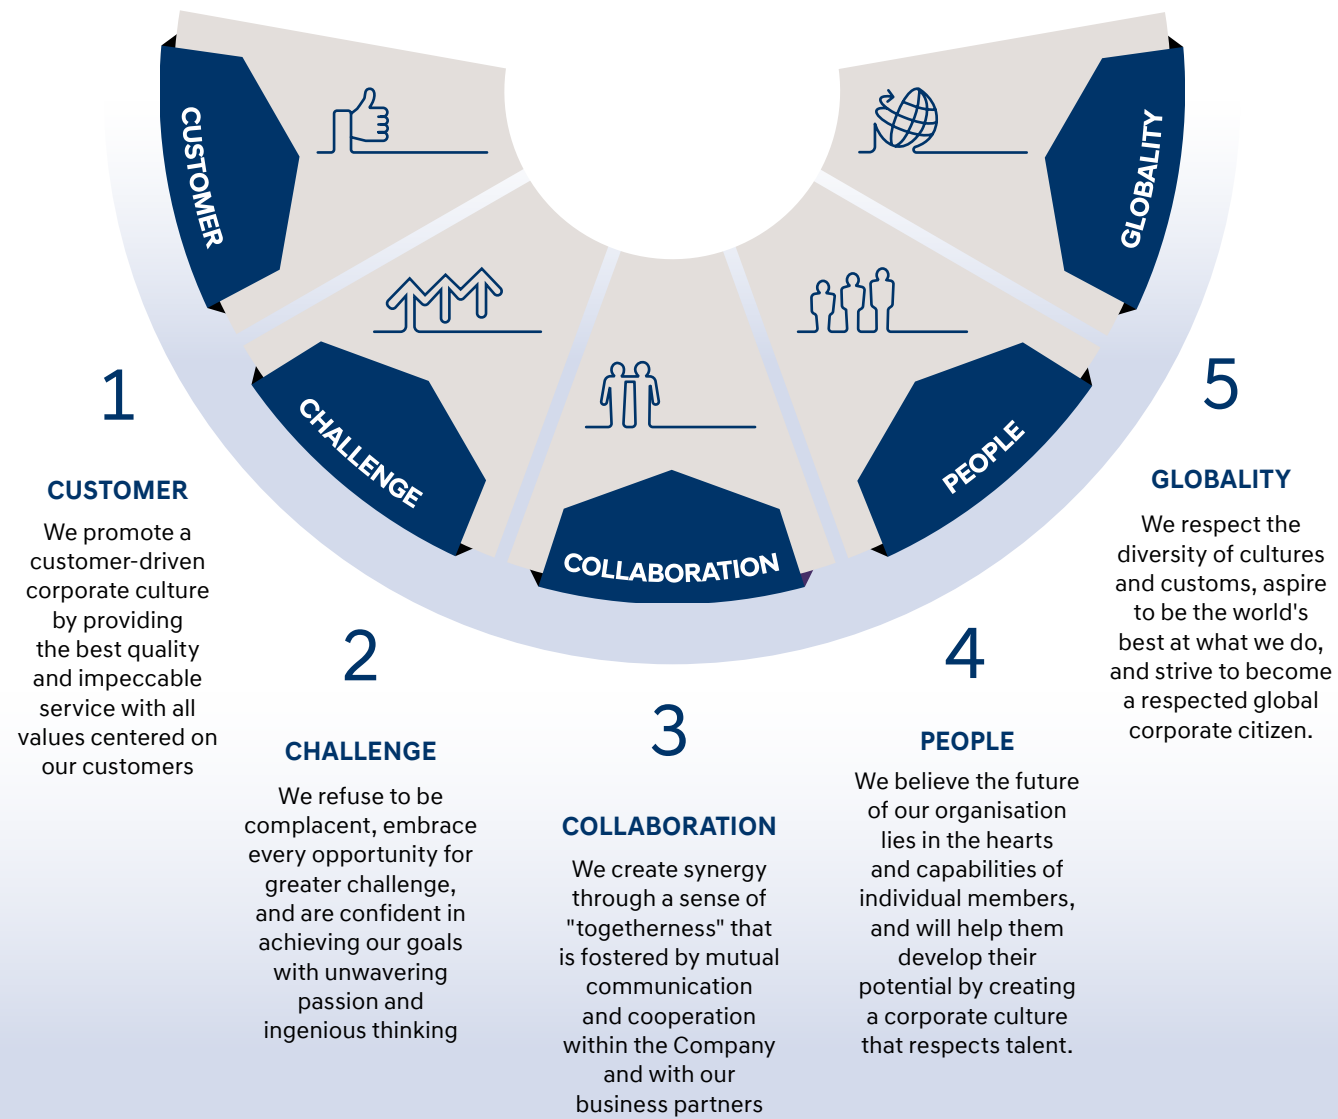 CUSTOMER
CHALLENGE
COLLABORATION
PEOPLE
GLOBALITY
1
CUSTOMER
We promote a
customer-driven
corporate culture
by providing
the best quality
and impeccable
service with all
values centered on
our customers
2
CHALLENGE
We refuse to be
complacent, embrace
every opportunity for
greater challenge,
and are confident in
achieving our goals
with unwavering
passion and
ingenious thinking
3
COLLABORATION
We create synergy
through a sense of
"togetherness" that
is fostered by mutual
communication
and cooperation
within the Company
and with our
business partners
4
PEOPLE
We believe the future
of our organisation
lies in the hearts
and capabilities of
individual members,
and will help them
develop their
potential by creating
a corporate culture
that respects talent.
5
GLOBALITY
We respect the
diversity of cultures
and customs, aspire
to be the world's
best at what we do,
and strive to become
a respected global
corporate citizen.